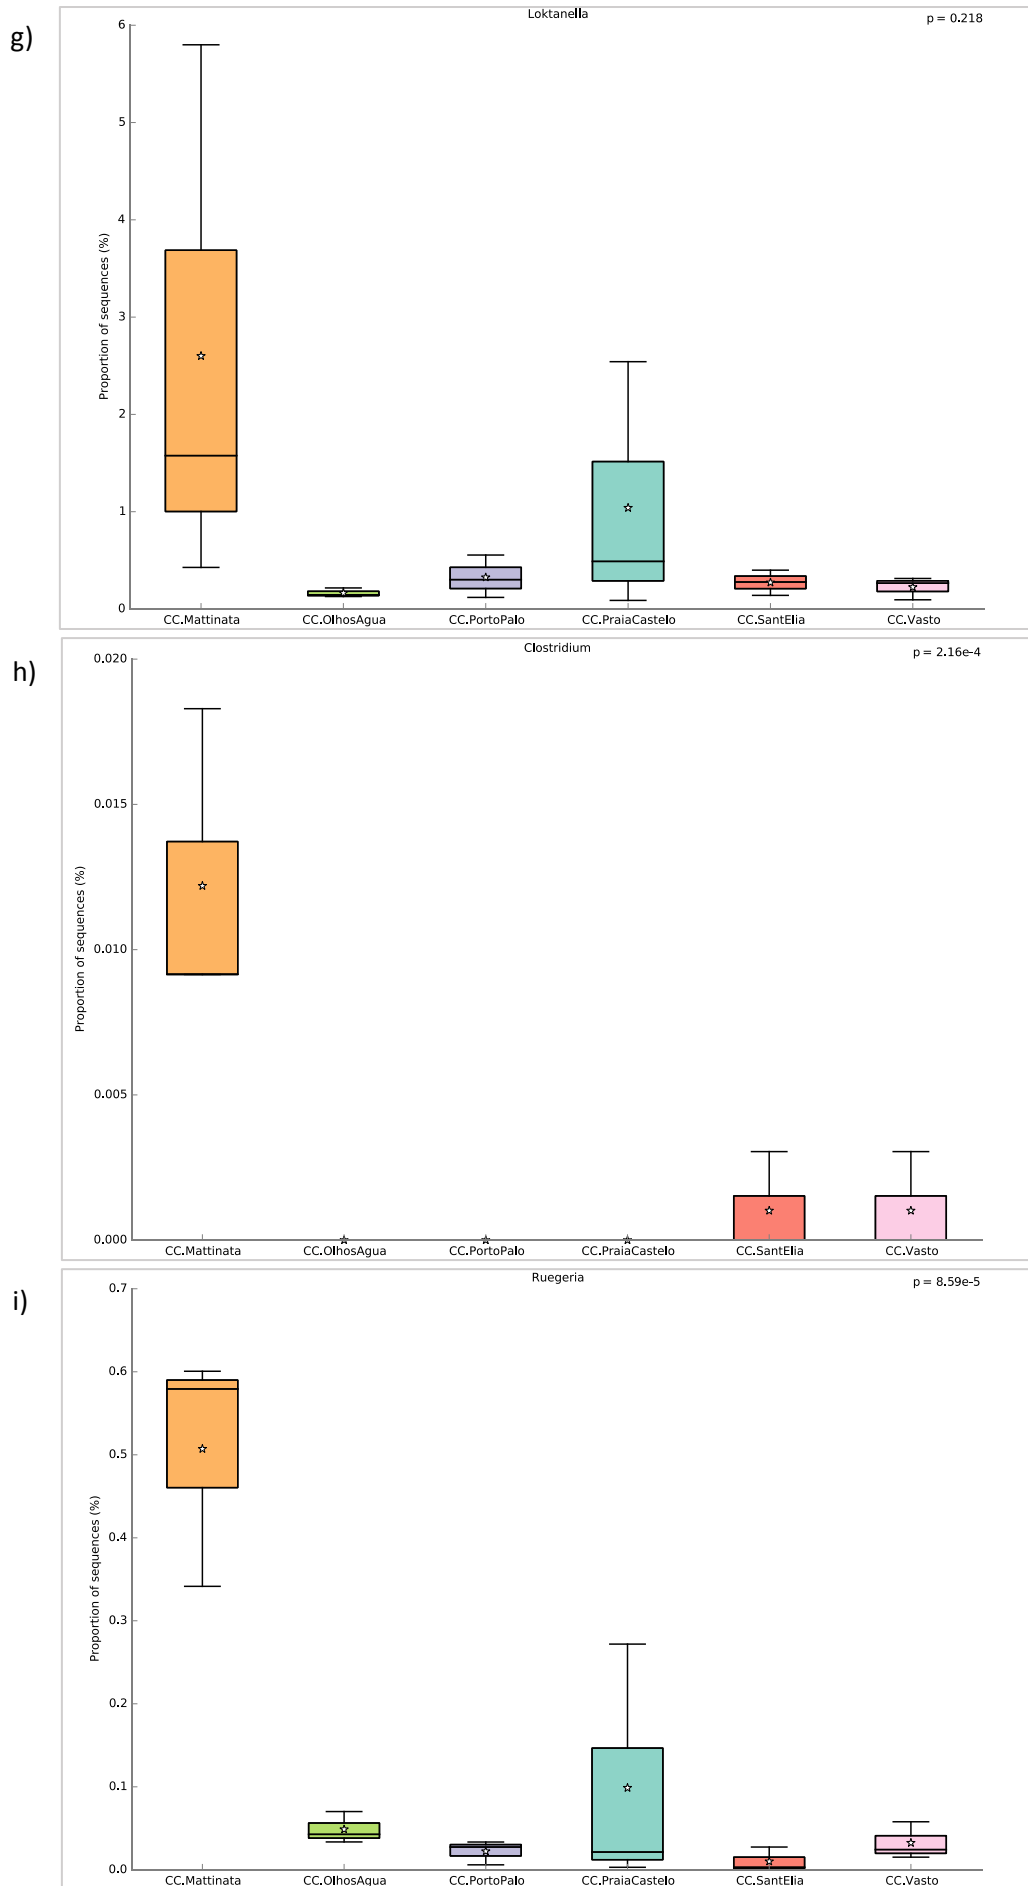 g)
Loktanella
p = 0.218
Proportion of sequences (%)
6
5
4
3
2
1
0
CC.Mattinata CC.OlhosAgua CC.PortoPalo CC.PraiaCastelo CC.SantElia CC.Vasto
h)
Clostridium
p = 2.16e-4
Proportion of sequences (%)
0.020
0.015
0.010
0.005
0.000
CC.Mattinata CC.OlhosAgua CC.PortoPalo CC.PraiaCastelo CC.SantElia CC.Vasto
i)
Ruegeria
p = 8.59e-5
Proportion of sequences (%)
0.7
0.6
0.5
0.4
0.3
0.2
0.1
0.0
CC.Mattinata CC.OlhosAgua CC.PortoPalo CC.PraiaCastelo CC.SantElia CC.Vasto